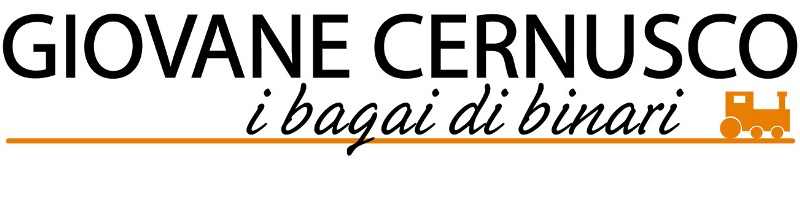 GIOVANE CERNUSCO
i bagai di binari